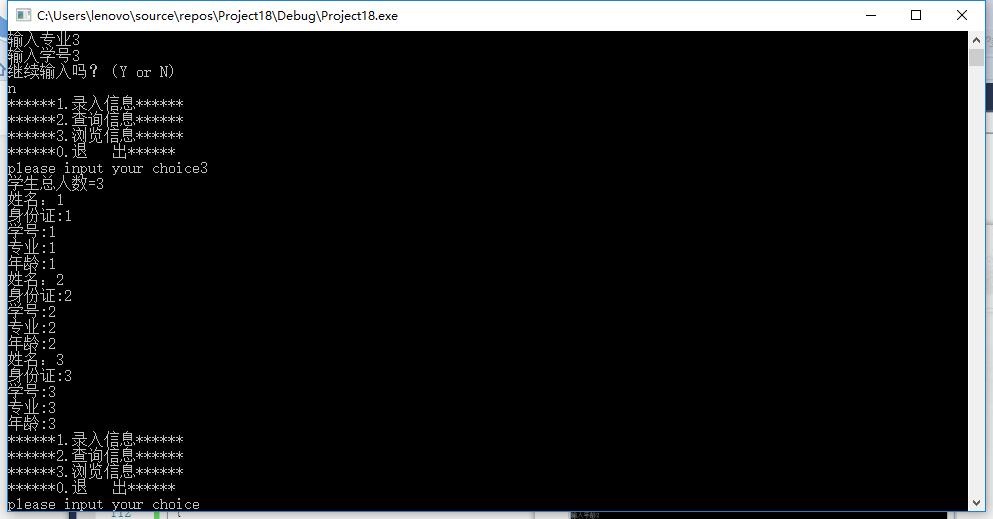 C:\Users\lenovo\source\repos\Project18\Debug\Project18.exe
输入专业3
输入学号3
继续输入吗？（Y or N）
n
******1.录入信息******
******2.查询信息******
******3.浏览信息******
******0.退   出******
please input your choice3
学生总人数=3
姓名：1
身份证:1
学号:1
专业:1
年龄:1
姓名：2
身份证:2
学号:2
专业:2
年龄:2
姓名：3
身份证:3
学号:3
专业:3
年龄:3
******1.录入信息******
******2.查询信息******
******3.浏览信息******
******0.退   出******
please input your choice